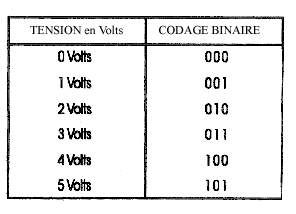 TENSION en Volts CODAGE BINAIRE
0 Volts 000
1 Volts 001
2 Volts 010
3 Volts 011
4 Volts 100
5 Volts 101